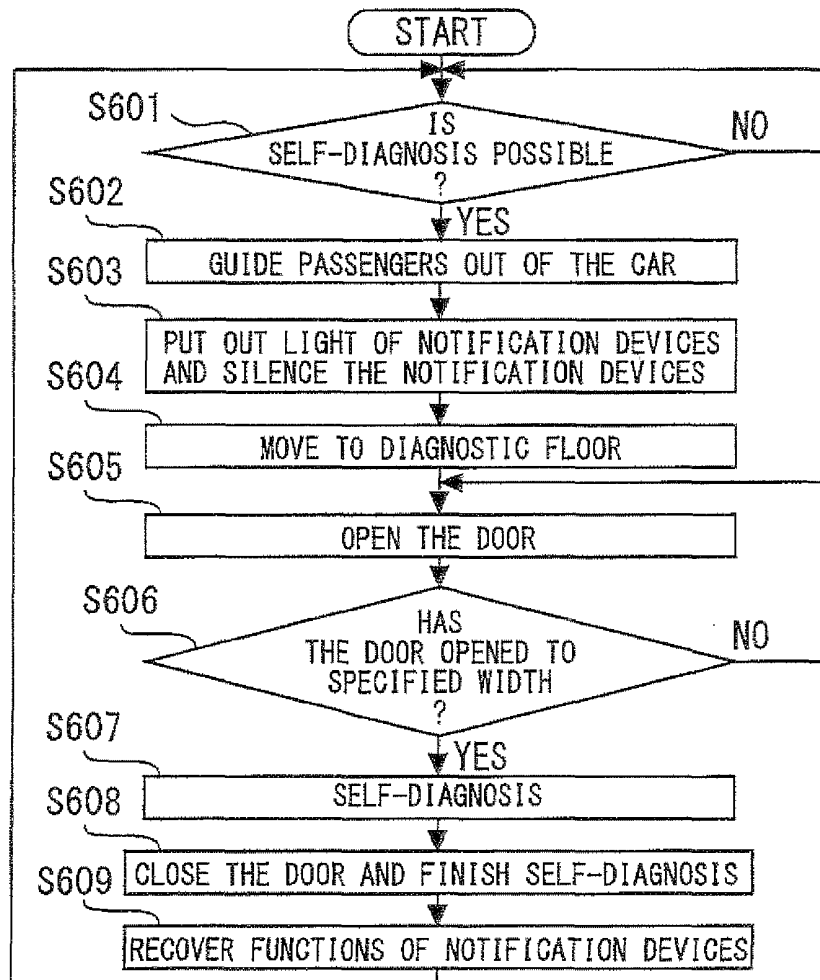 START
S601
IS
SELF-DIAGNOSIS POSSIBLE
?
NO
YES
S602
GUIDE PASSENGERS OUT OF THE CAR
S603
PUT OUT LIGHT OF NOTIFICATION DEVICES
AND SILENCE THE NOTIFICATION DEVICES
S604
MOVE TO DIAGNOSTIC FLOOR
S605
OPEN THE DOOR
S606
HAS
THE DOOR OPENED TO
SPECIFIED WIDTH
?
NO
YES
S607
SELF-DIAGNOSIS
S608
CLOSE THE DOOR AND FINISH SELF-DIAGNOSIS
S609
RECOVER FUNCTIONS OF NOTIFICATION DEVICES